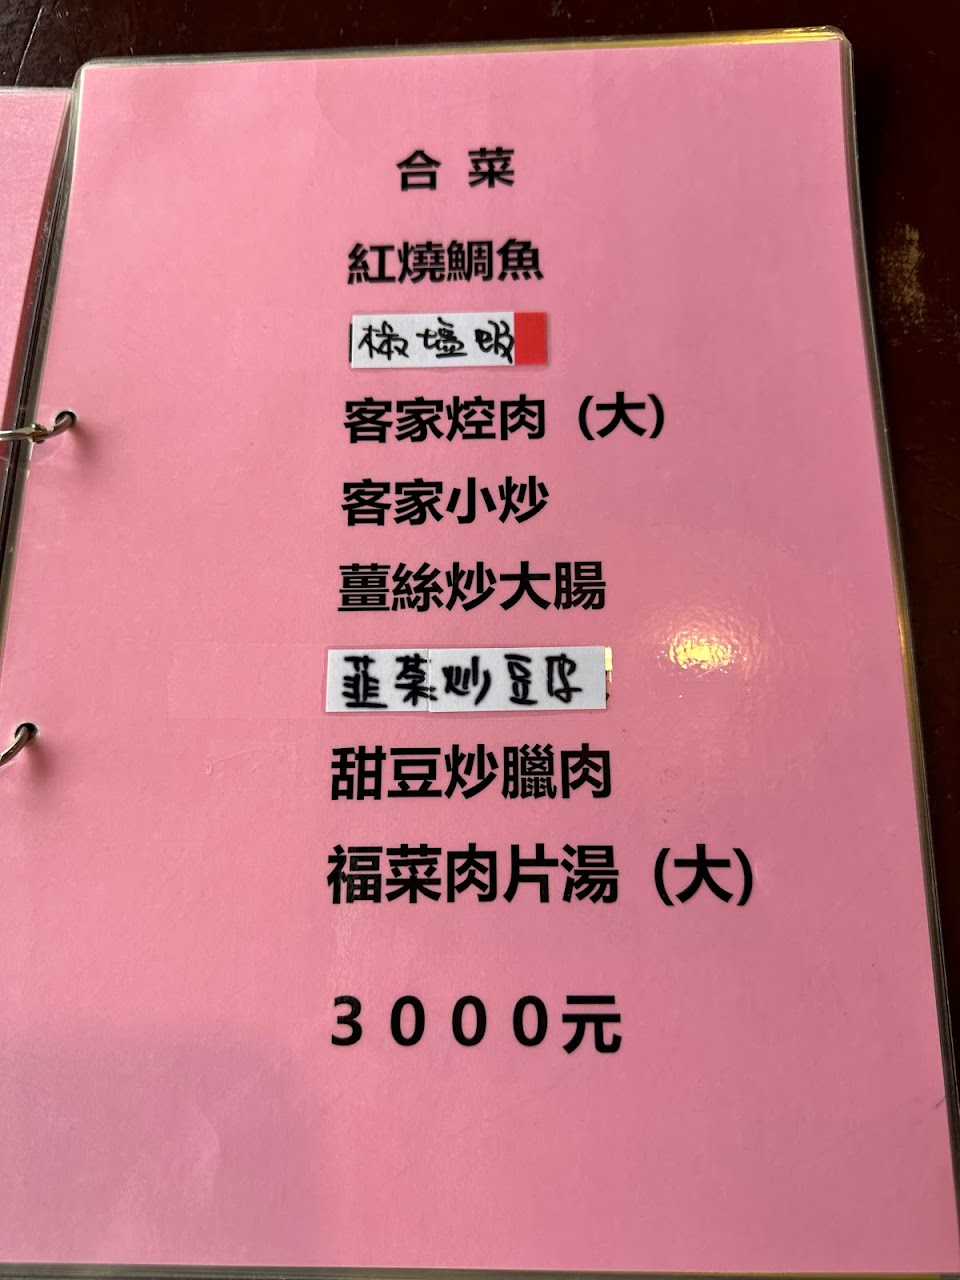 合菜
紅燒鯛魚
椒塩蝦
客家焢肉（大）
客家小炒
薑絲炒大腸
韮菜炒豆皮
甜豆炒臘肉
福菜肉片湯（大）
3000元